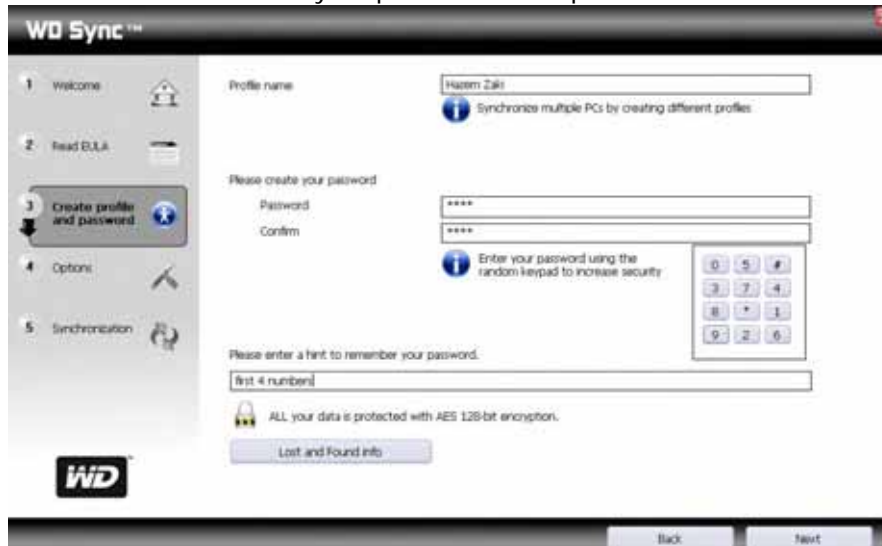 WD Sync™
1 Welcome
2 Read EULA
3 Create profile
and password
4 Options
5 Synchronization
WD
Profile name
Hazem Zaki
Synchronize multiple PCs by creating different profiles
Please create your password
Password
****
Confirm
****
Enter your password using the
random keypad to increase security
0 5 #
3 7 4
8 * 1
9 2 6
Please enter a hint to remember your password.
first 4 numbers
ALL your data is protected with AES 128-bit encryption.
Lost and Found info
Back Next